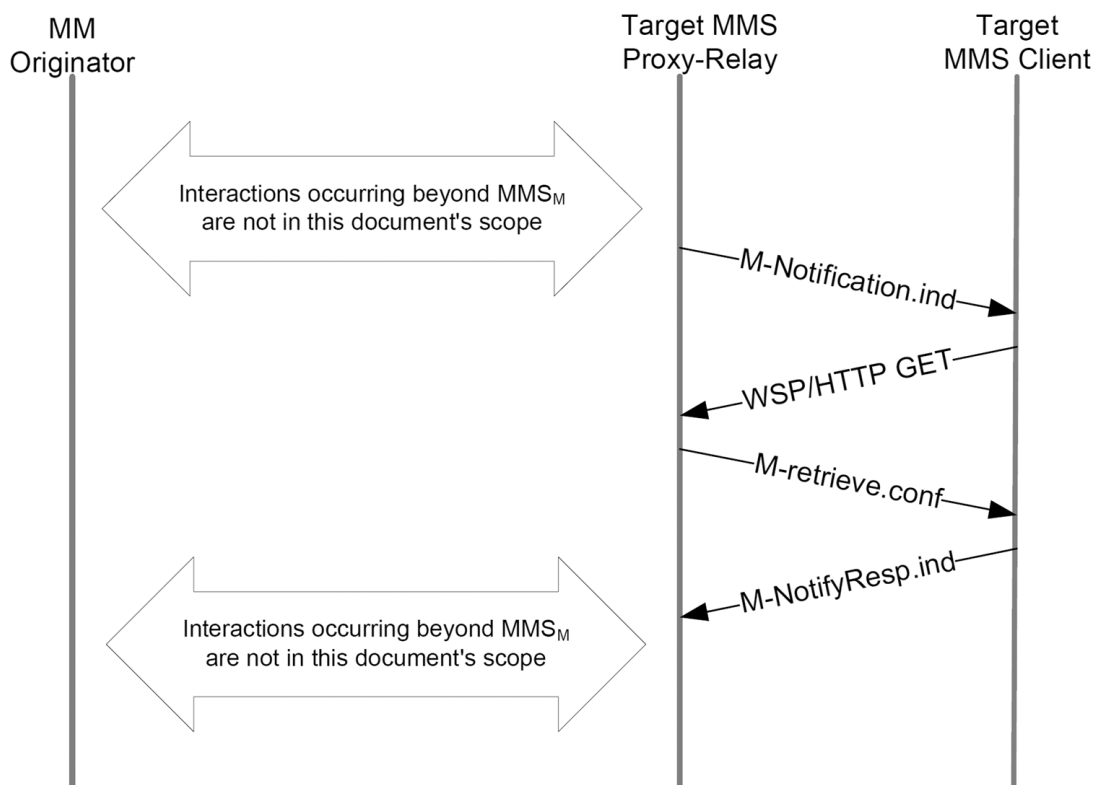 MM
Originator
Target MMS
Proxy-Relay
Target
MMS Client
Interactions occurring beyond MMSM
are not in this document's scope
M-Notification.ind
WSP/HTTP GET
M-retrieve.conf
M-NotifyResp.ind
Interactions occurring beyond MMSM
are not in this document's scope